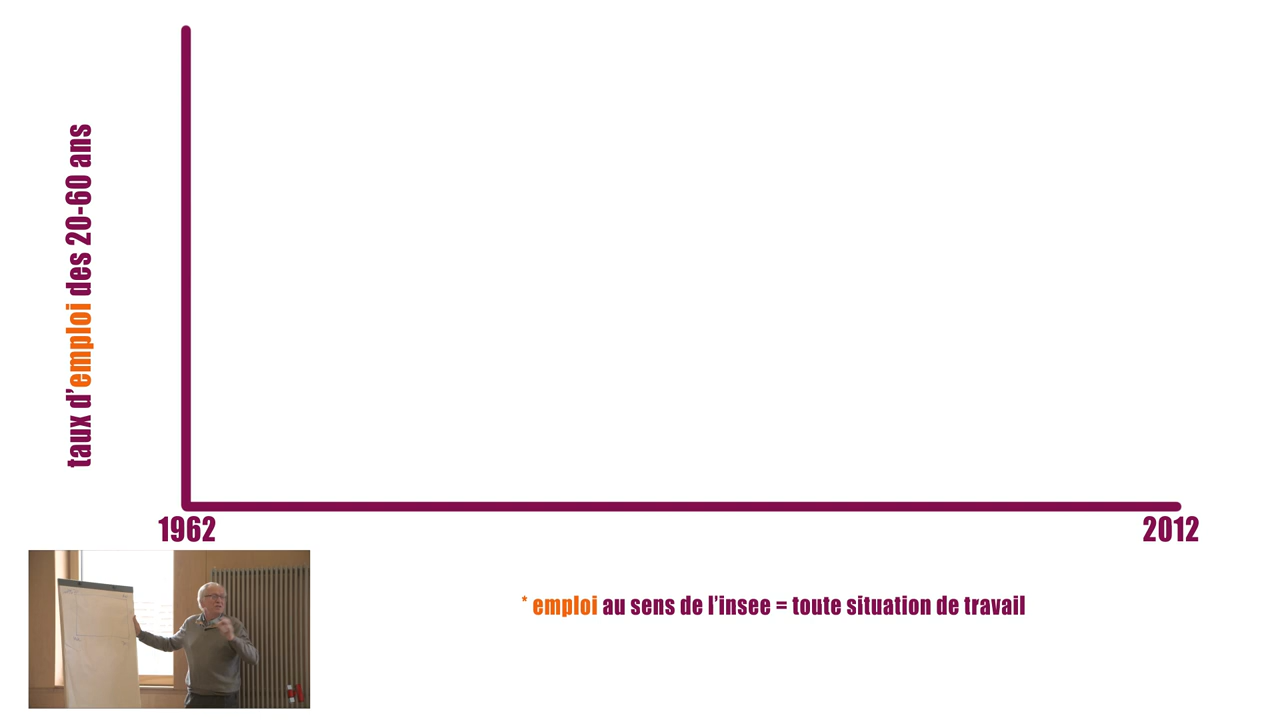 taux d'emploi des 20-60 ans
1962
2012
* emploi au sens de l'insee = toute situation de travail